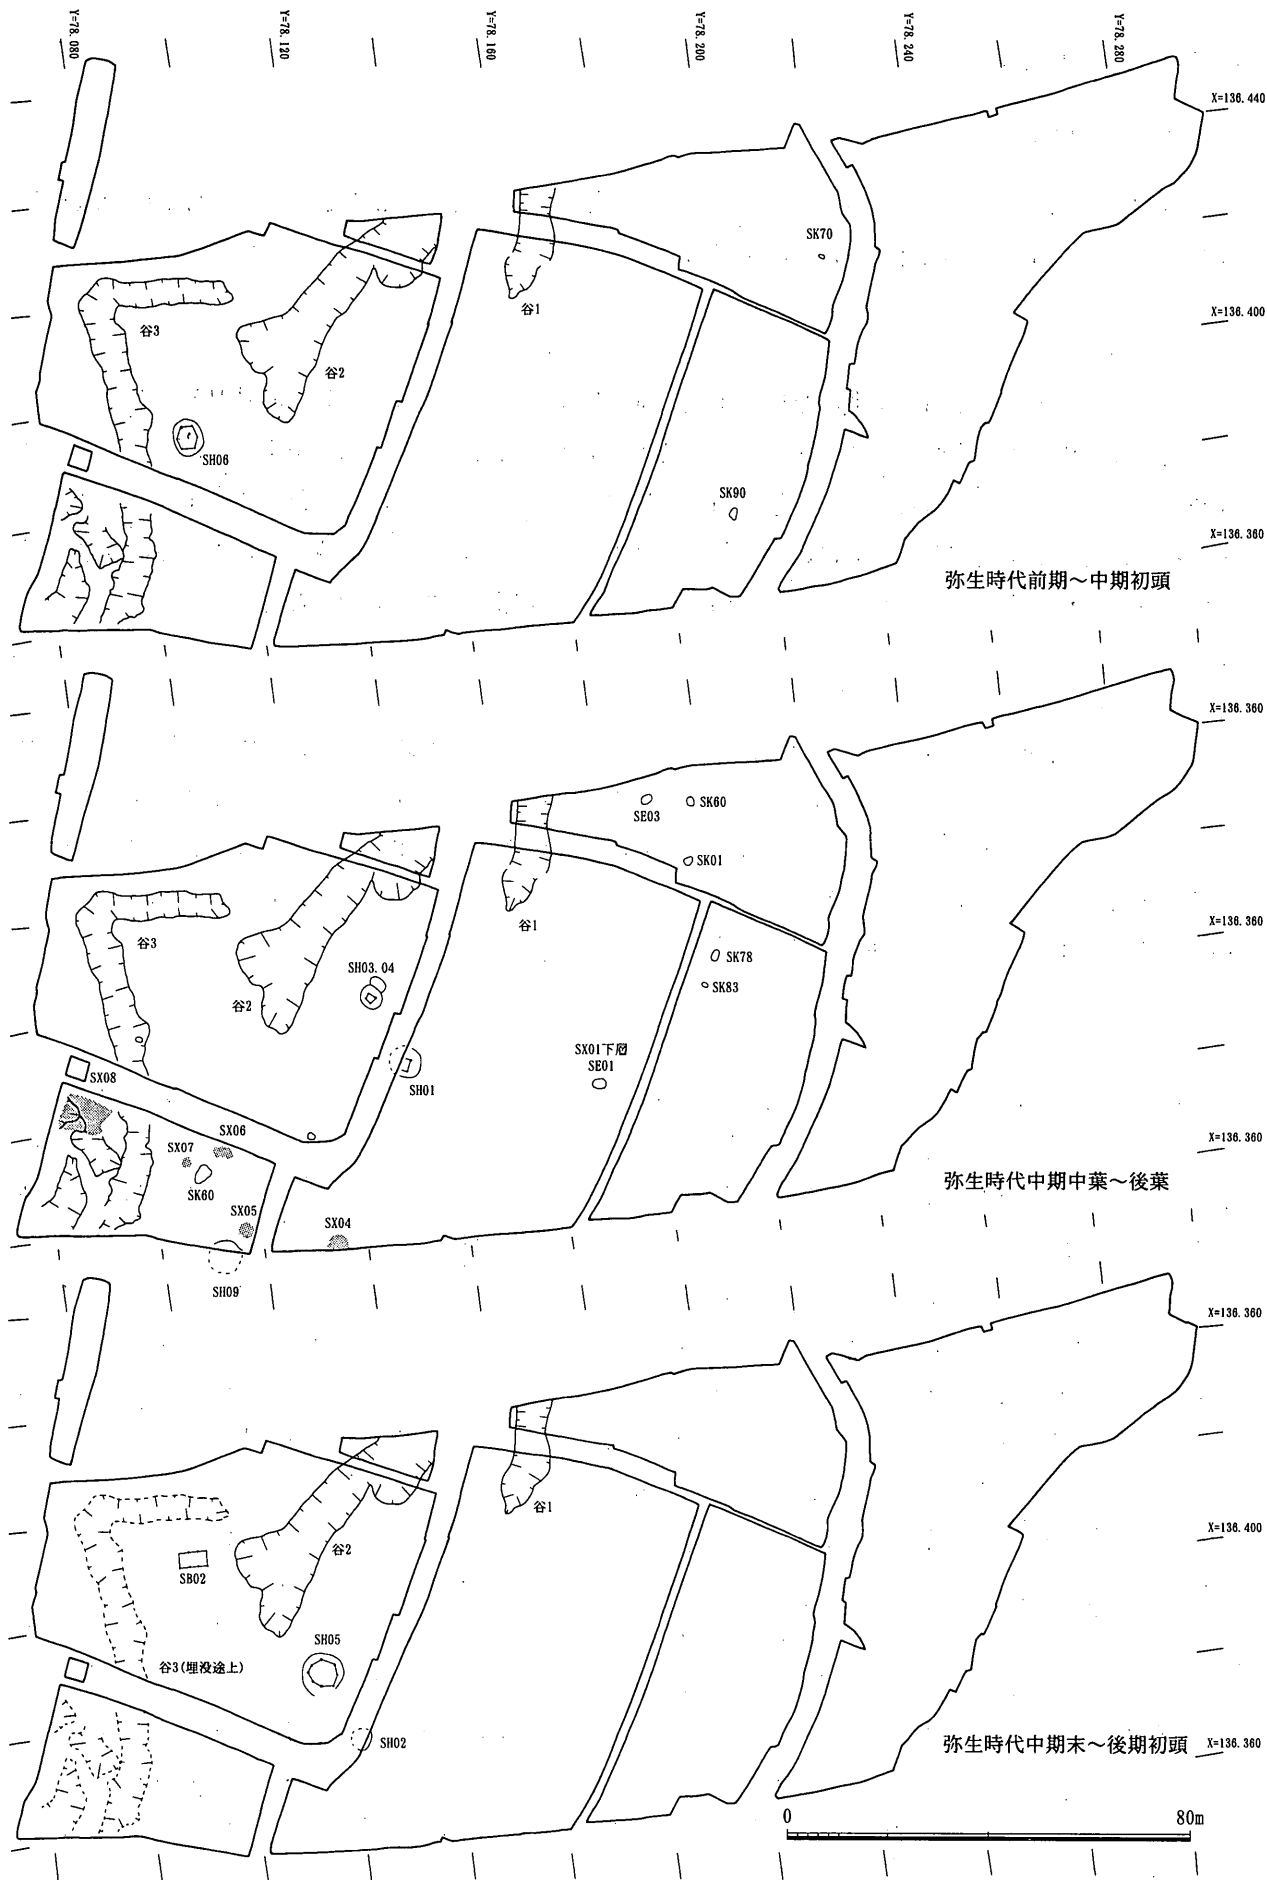 Y=78.080
Y=78.120
Y=78.160
Y=78.200
Y=78.240
Y=78.280
X=136.440
SK70
谷1
X=136.400
谷3
谷2
SH06
SK90
X=136.360
弥生時代前期～中期初頭
X=136.360
SE03
SK60
SK01
谷1
X=136.360
谷3
SK78
SH03.04
SK83
谷2
SX01下層
SE01
SX08
SH01
SX06
X=136.360
SX07
SK60
弥生時代中期中葉～後葉
SX05
SX04
SH09
X=136.360
谷1
X=136.400
谷2
SB02
SH05
谷3(埋没途上)
SH02
弥生時代中期末～後期初頭
X=136.360
0
80m